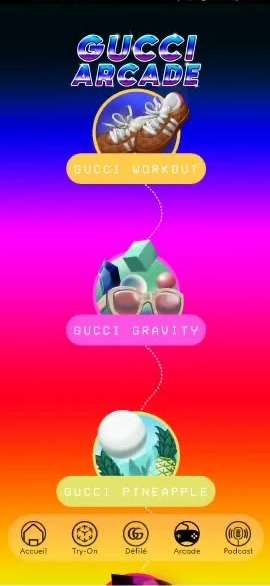 GUCCI
ARCADE
GUCCI WORKOUT
GUCCI GRAVITY
GUCCI PINEAPPLE
Accueil Try-On Défilé Arcade Podcast